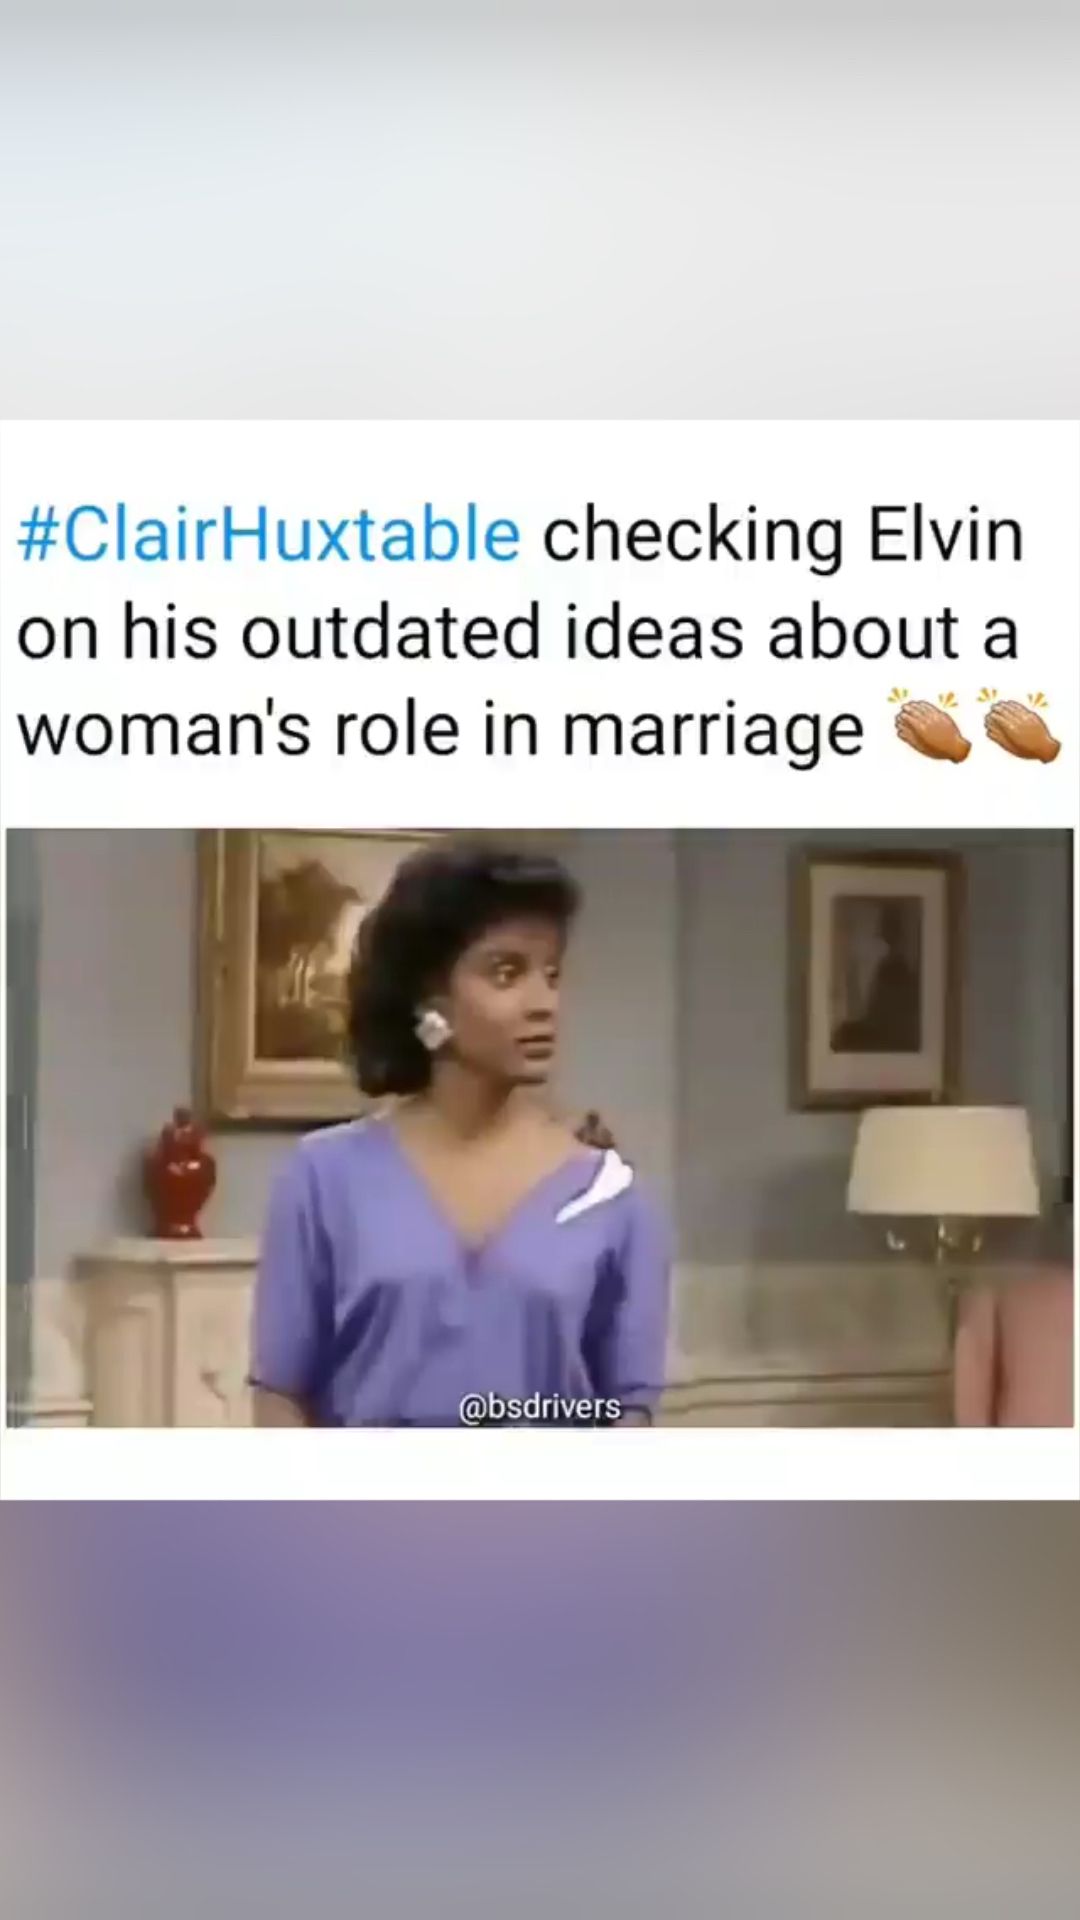 #ClairHuxtable checking Elvin
on his outdated ideas about a
woman's role in marriage 👏🏽👏🏽
@bsdrivers